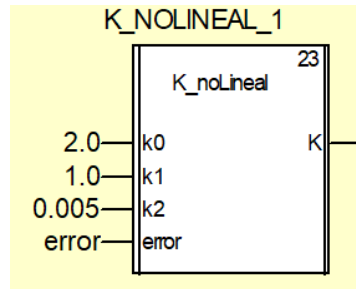 K_NOLINEAL_1
23
K_noLineal
2.0 k0 K
1.0 k1
0.005 k2
error error